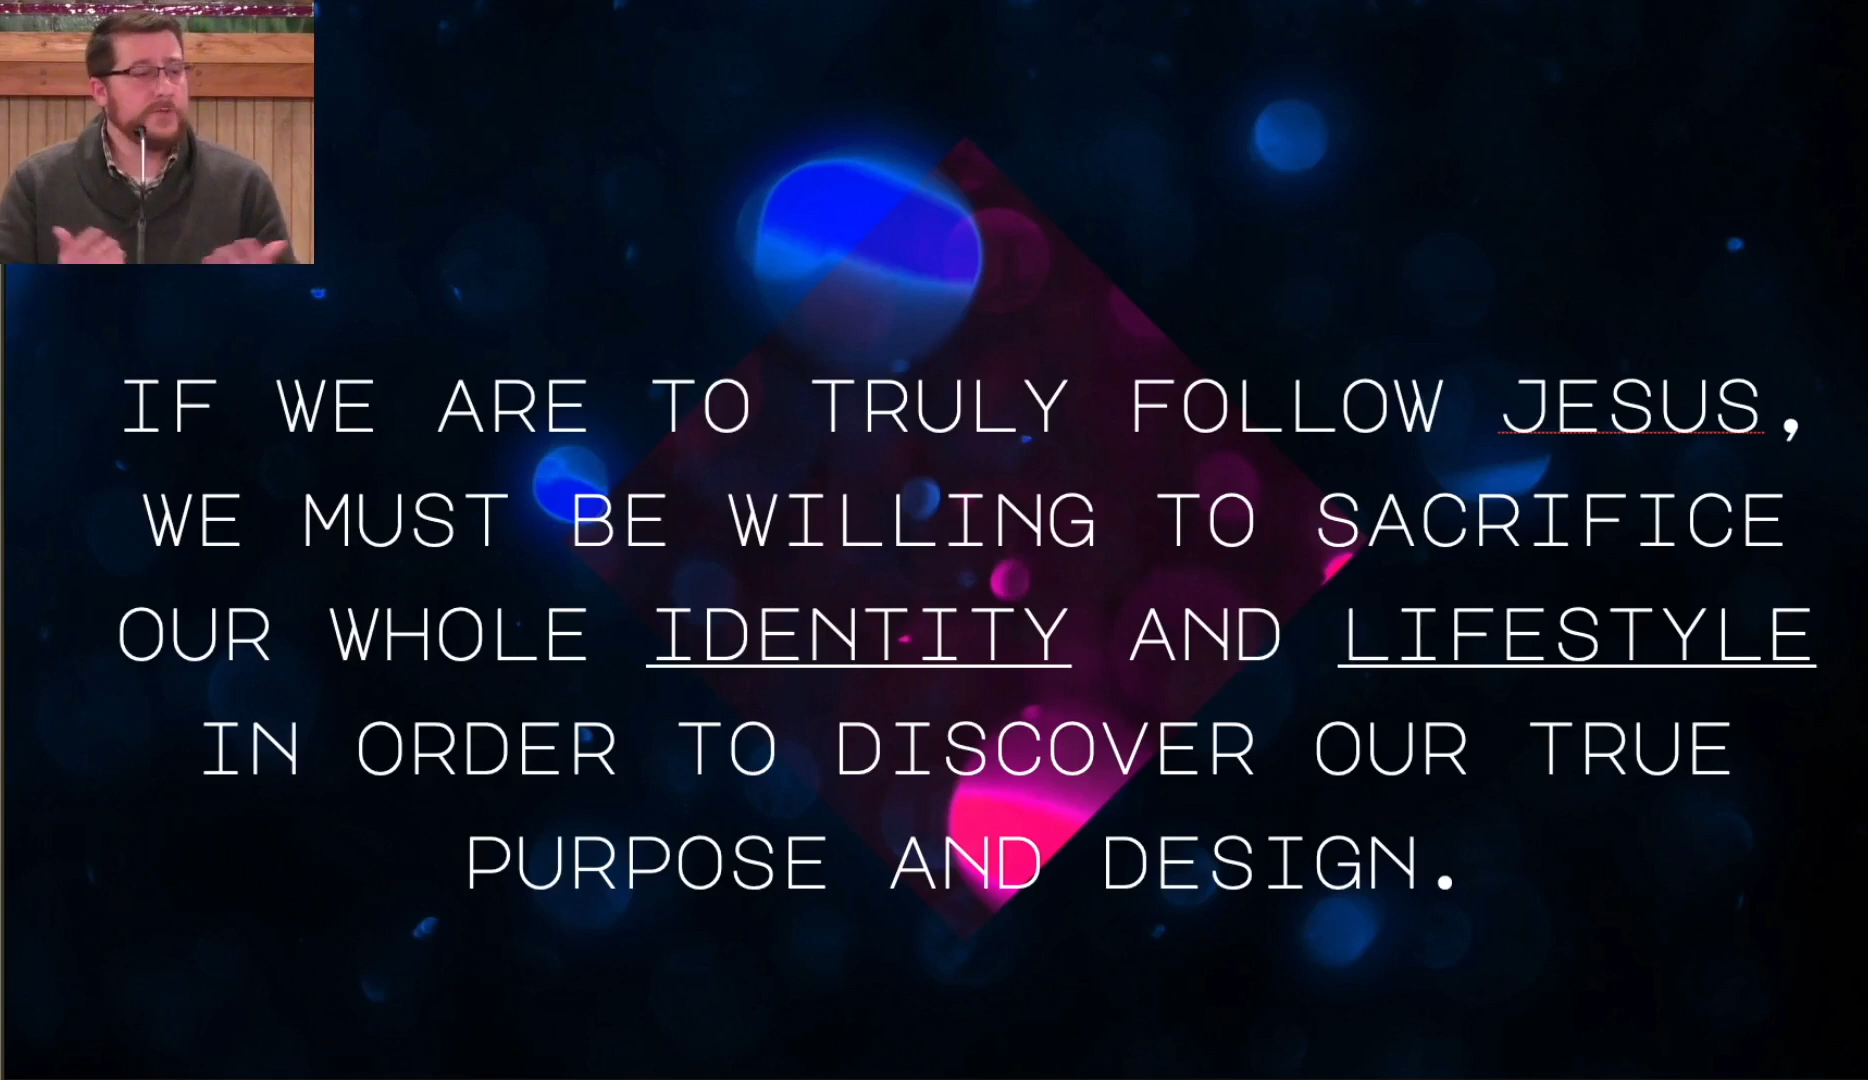 IF WE ARE TO TRULY FOLLOW JESUS,
WE MUST BE WILLING TO SACRIFICE
OUR WHOLE IDENTITY AND LIFESTYLE
IN ORDER TO DISCOVER OUR TRUE
PURPOSE AND DESIGN.